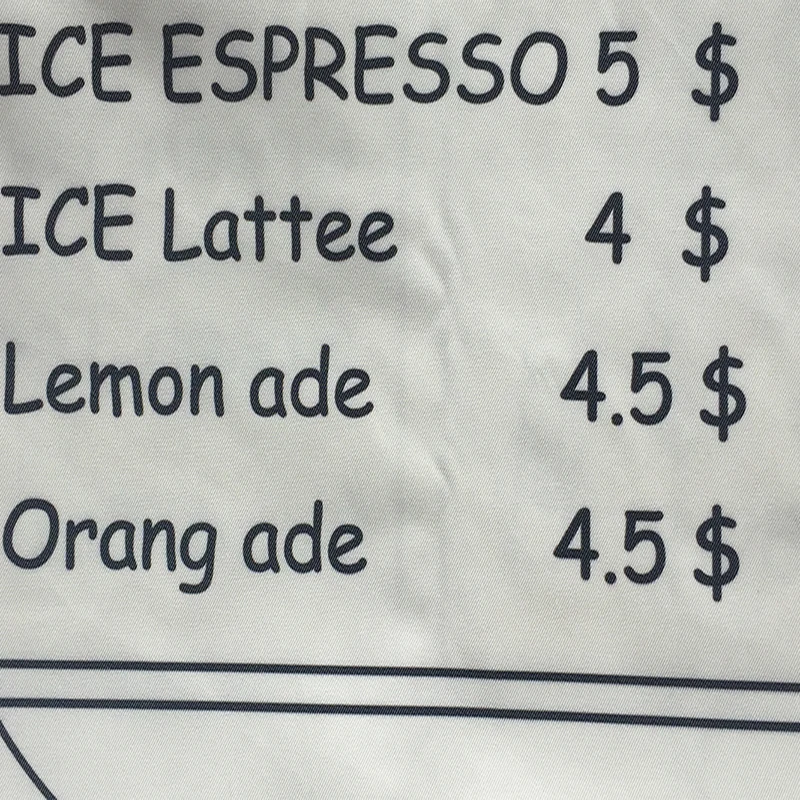 ICE ESPRESSO 5 $
ICE Lattee 4 $
Lemon ade 4.5 $
Orang ade 4.5 $